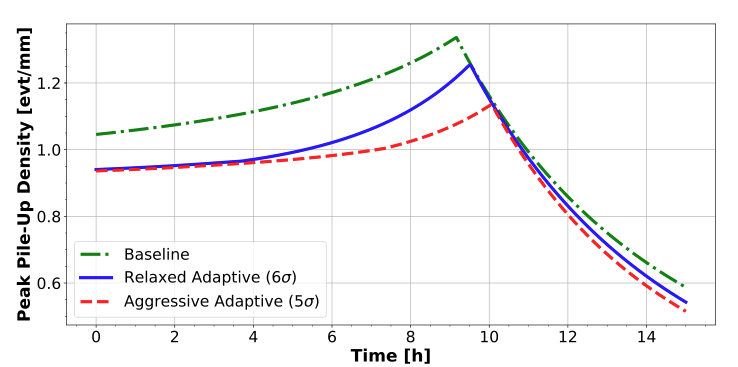 Peak Pile-Up Density [evt/mm]
1.2
1.0
0.8
0.6
Baseline
Relaxed Adaptive (6σ)
Aggressive Adaptive (5σ)
0 2 4 6 8 10 12 14
Time [h]